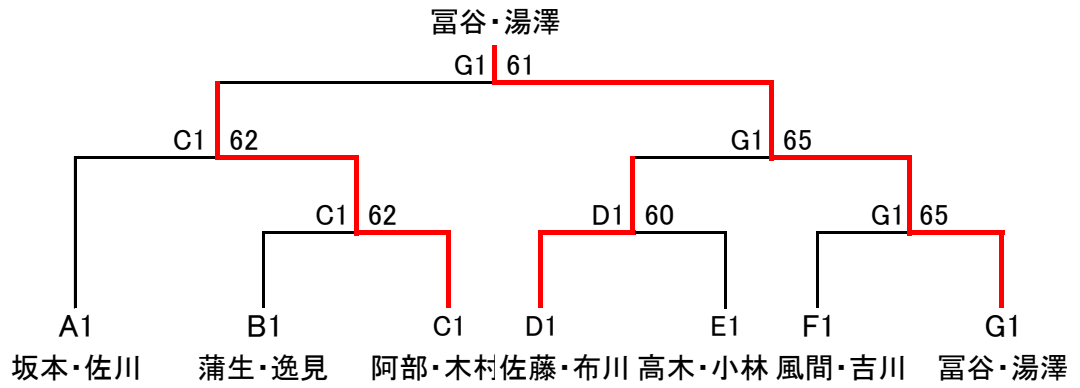 冨谷・湯澤
G1 61
C1 62 G1 65
C1 62 D1 60 G1 65
A1 B1 C1 D1 E1 F1 G1
坂本・佐川 蒲生・逸見 阿部・木村 佐藤・布川 高木・小林 風間・吉川 冨谷・湯澤